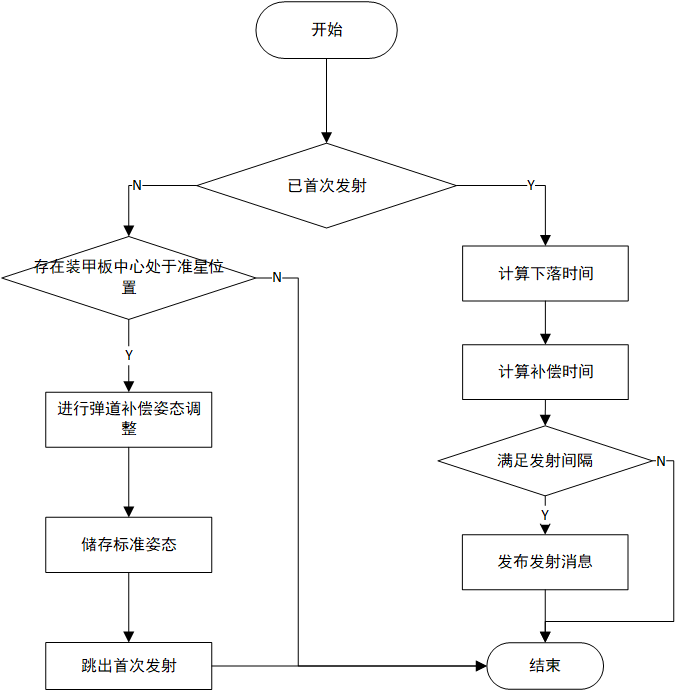 开始
已首次发射
N
Y
存在装甲板中心处于准星位
置
N
Y
计算下落时间
计算补偿时间
进行弹道补偿姿态调
整
满足发射间隔
N
Y
储存标准姿态
发布发射消息
跳出首次发射
结束